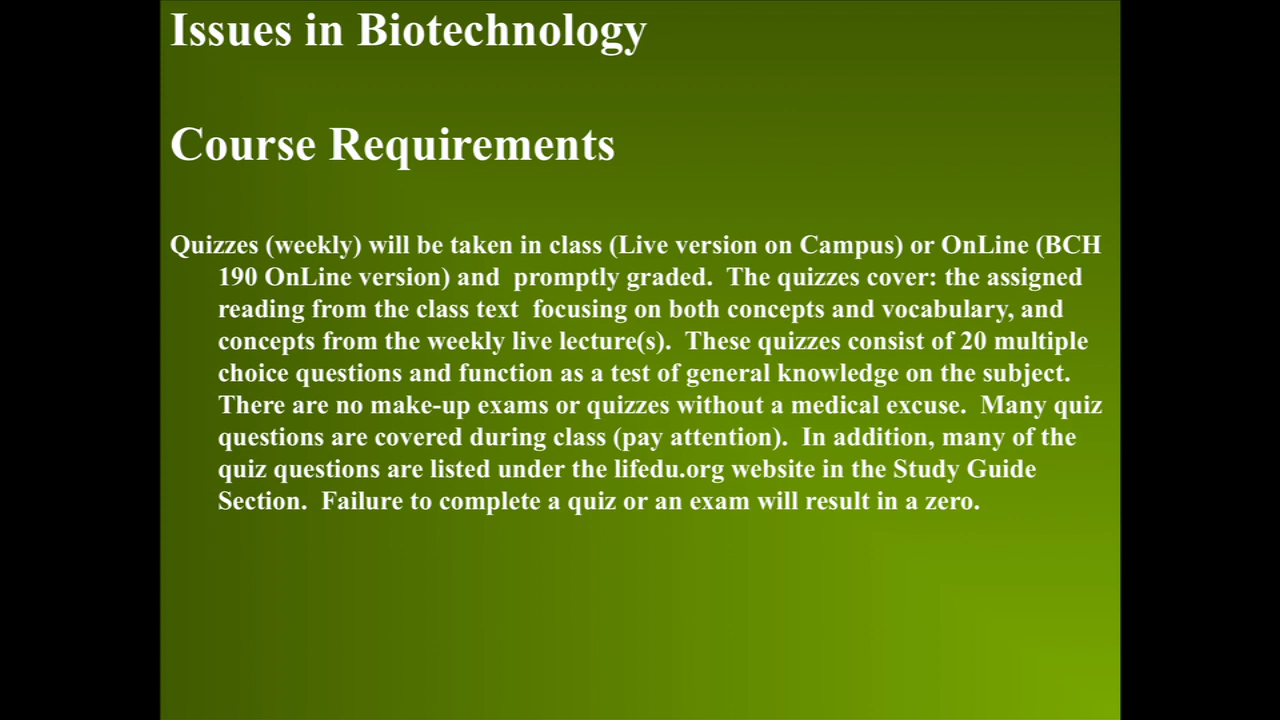 Issues in Biotechnology
Course Requirements
Quizzes (weekly) will be taken in class (Live version on Campus) or OnLine (BCH
190 OnLine version) and  promptly graded.  The quizzes cover: the assigned
reading from the class text  focusing on both concepts and vocabulary, and
concepts from the weekly live lecture(s).  These quizzes consist of 20 multiple
choice questions and function as a test of general knowledge on the subject.
There are no make-up exams or quizzes without a medical excuse.  Many quiz
questions are covered during class (pay attention).  In addition, many of the
quiz questions are listed under the lifedu.org website in the Study Guide
Section.  Failure to complete a quiz or an exam will result in a zero.